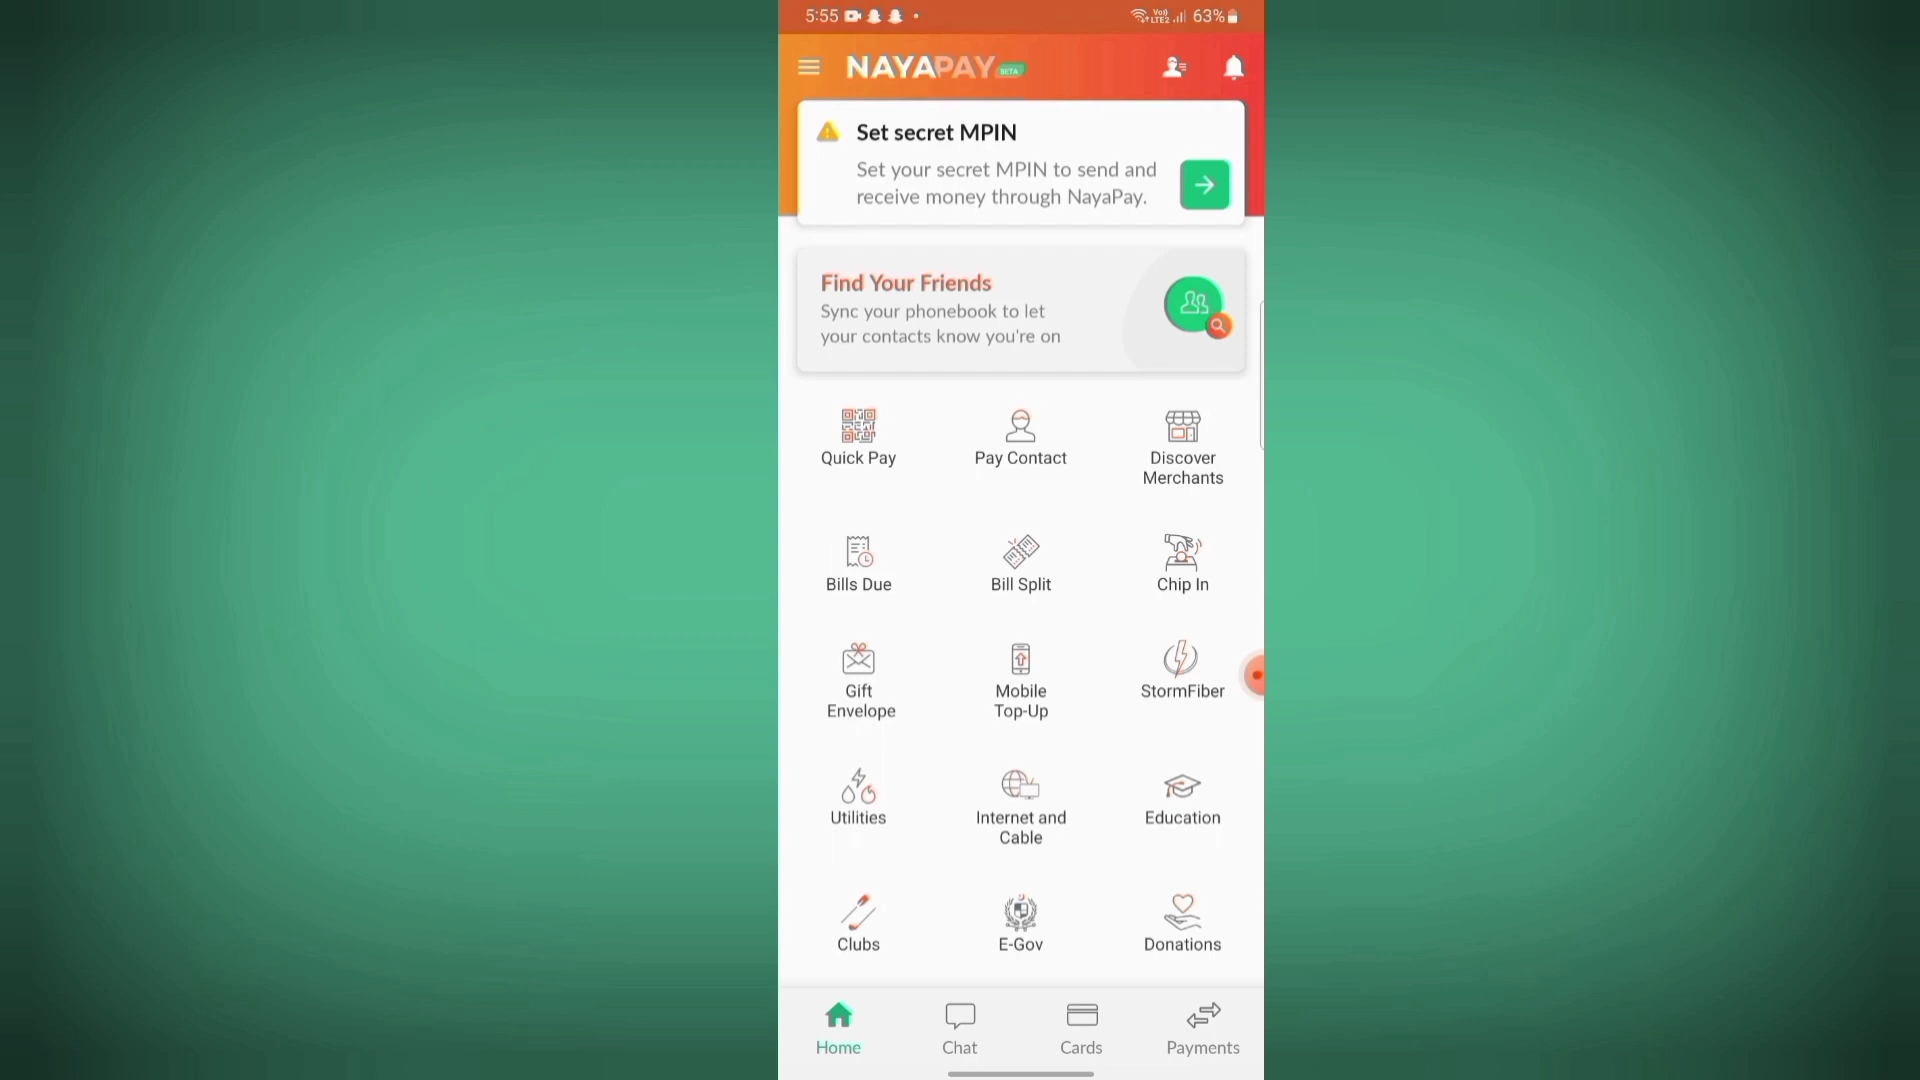 5:55
Vo))
LTE2
63%
NAYAPAY BETA
Set secret MPIN
Set your secret MPIN to send and
receive money through NayaPay.
Find Your Friends
Sync your phonebook to let
your contacts know you're on
Quick Pay
Pay Contact
Discover
Merchants
Bills Due
Bill Split
Chip In
Gift
Envelope
Mobile
Top-Up
StormFiber
Utilities
Internet and
Cable
Education
Clubs
E-Gov
Donations
Home
Chat
Cards
Payments